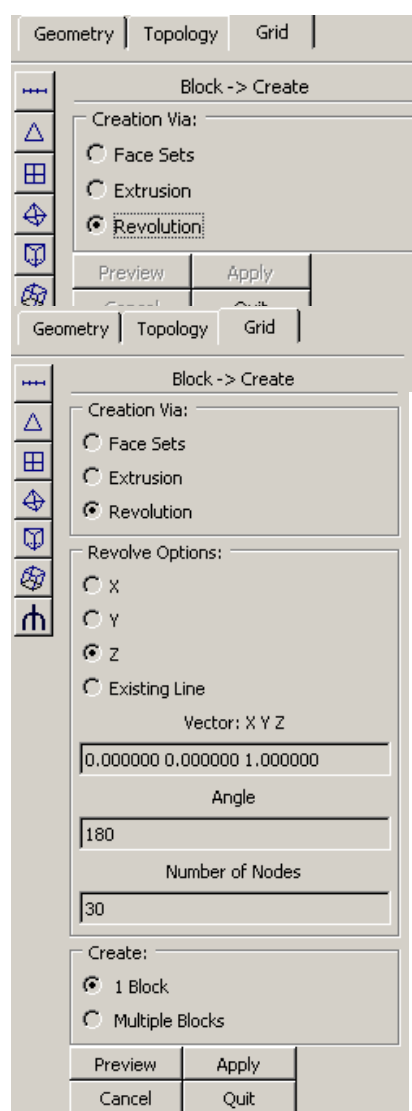 Geometry Topology Grid
Block -> Create
Creation Via:
Face Sets
Extrusion
Revolution
Preview Apply
Cancel Quit
Geometry Topology Grid
Block -> Create
Creation Via:
Face Sets
Extrusion
Revolution
Revolve Options:
X
Y
Z
Existing Line
Vector: X Y Z
0.000000 0.000000 1.000000
Angle
180
Number of Nodes
30
Create:
1 Block
Multiple Blocks
Preview Apply
Cancel Quit